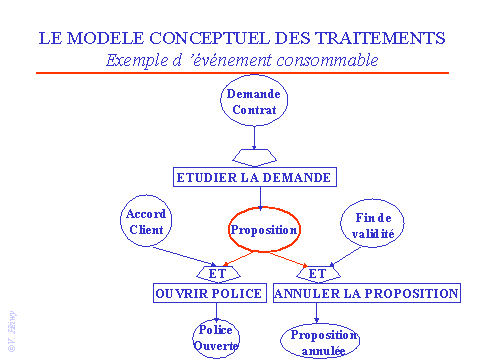 LE MODELE CONCEPTUEL DES TRAITEMENTS
Exemple d ’événement consommable
Demande
Contrat
ETUDIER LA DEMANDE
Accord
Client
Proposition
Fin de
validité
ET
ET
OUVRIR POLICE
ANNULER LA PROPOSITION
Police
Ouverte
Proposition
annulée